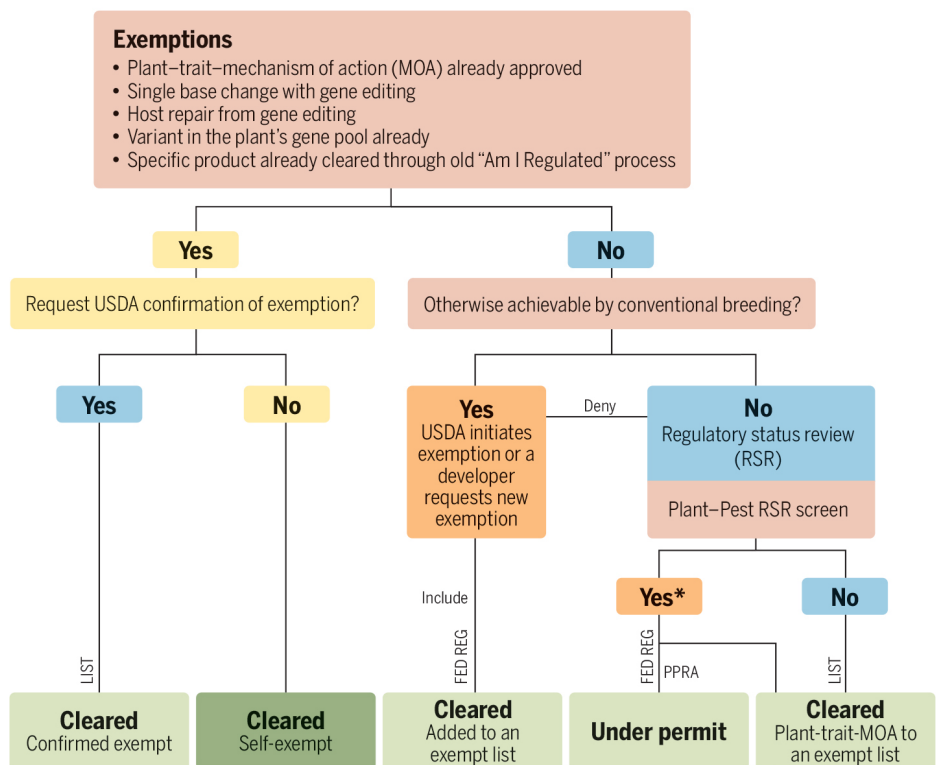 Exemptions
• Plant–trait–mechanism of action (MOA) already approved
• Single base change with gene editing
• Host repair from gene editing
• Variant in the plant's gene pool already
• Specific product already cleared through old “Am I Regulated” process
Yes
No
Request USDA confirmation of exemption?
Otherwise achievable by conventional breeding?
Yes
No
Yes
USDA initiates
exemption or a
developer
requests new
exemption
Deny
No
Regulatory status review
(RSR)
Plant–Pest RSR screen
Yes*
No
Include
LIST
FED REG
FED REG
PPRA
LIST
Cleared
Confirmed exempt
Cleared
Self-exempt
Cleared
Added to an
exempt list
Under permit
Cleared
Plant-trait-MOA to
an exempt list